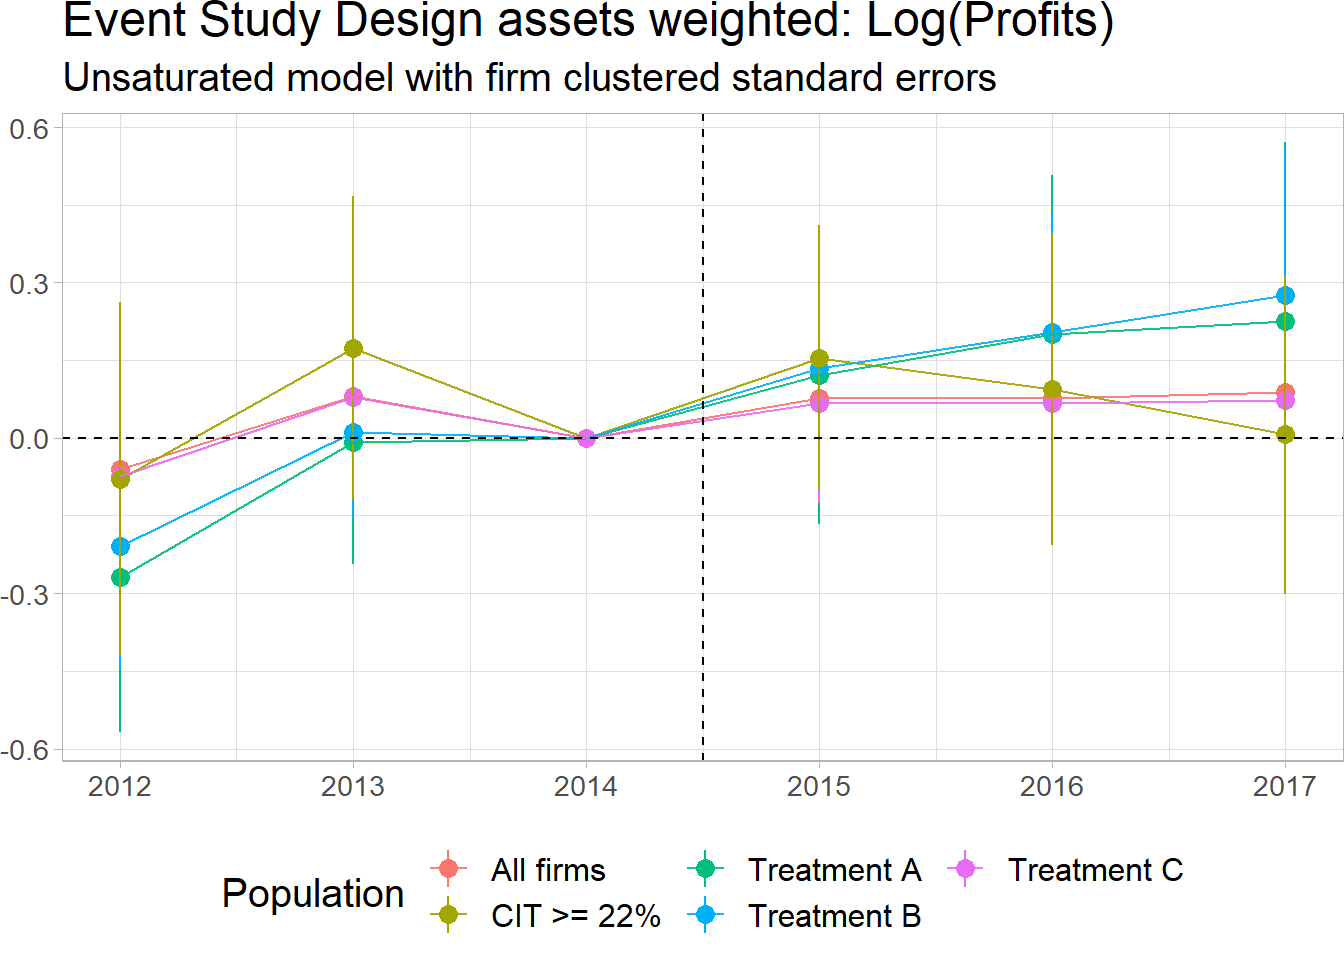 Event Study Design assets weighted: Log(Profits)
Unsaturated model with firm clustered standard errors
0.6
0.3
0.0
-0.3
-0.6
2012 2013 2014 2015 2016 2017
Population
All firms Treatment A Treatment C
CIT >= 22% Treatment B